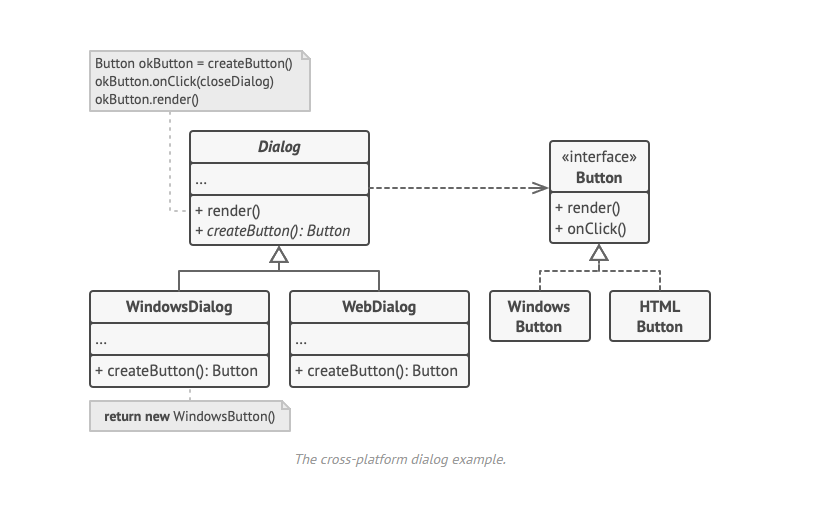 Button okButton = createButton()
okButton.onClick(closeDialog)
okButton.render()
Dialog
...
+ render()
+ createButton(): Button
«interface»
Button
+ render()
+ onClick()
WindowsDialog
...
+ createButton(): Button
return new WindowsButton()
WebDialog
...
+ createButton(): Button
Windows
Button
HTML
Button
The cross-platform dialog example.